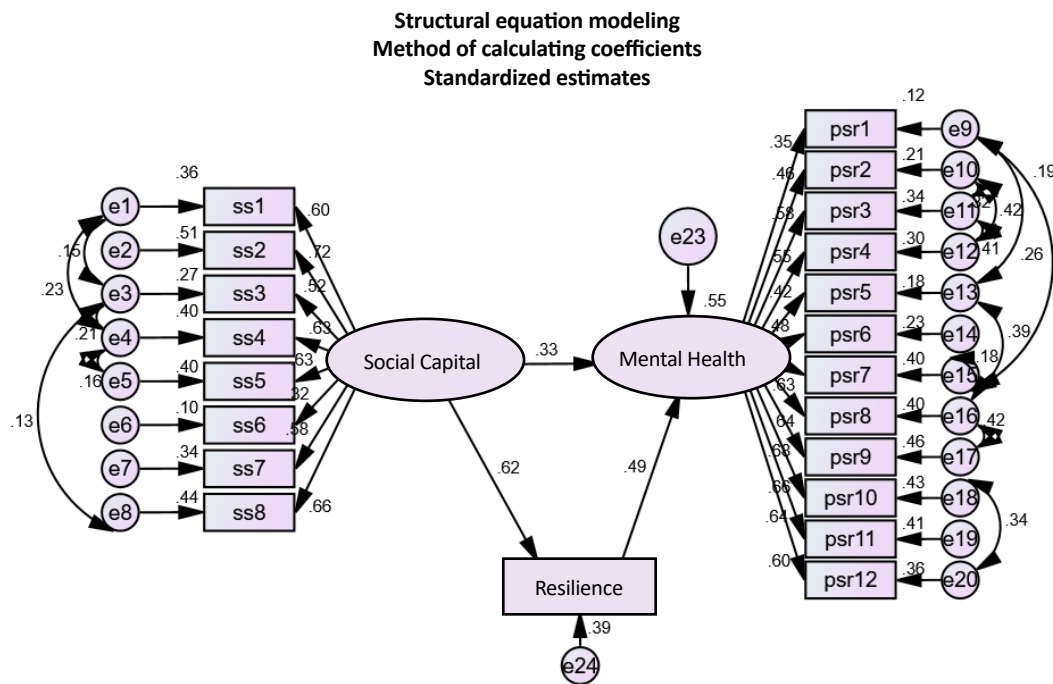 Structural equation modeling
Method of calculating coefficients
Standardized estimates
.36
e1
ss1
.60
.51
e2
ss2
.72
.15
.27
e3
ss3
.52
.23
.40
e4
ss4
.63
.21
.40
e5
ss5
.63
.16
.10
e6
ss6
.32
.13
.34
e7
ss7
.58
.44
e8
ss8
.66
Social Capital
.33
Mental Health
.55
e23
.62
.49
Resilience
.39
e24
.12
.35
psr1
e9
.19
.46
psr2
.21
e10
.58
psr3
.34
e11
.42
.55
psr4
.30
e12
.41
.26
.42
psr5
.18
e13
.48
psr6
.23
e14
.39
psr7
.40
e15
.18
.63
psr8
.40
e16
.42
.64
psr9
.46
e17
.68
psr10
.43
e18
.66
psr11
.41
e19
.34
.64
psr12
.36
e20
.60